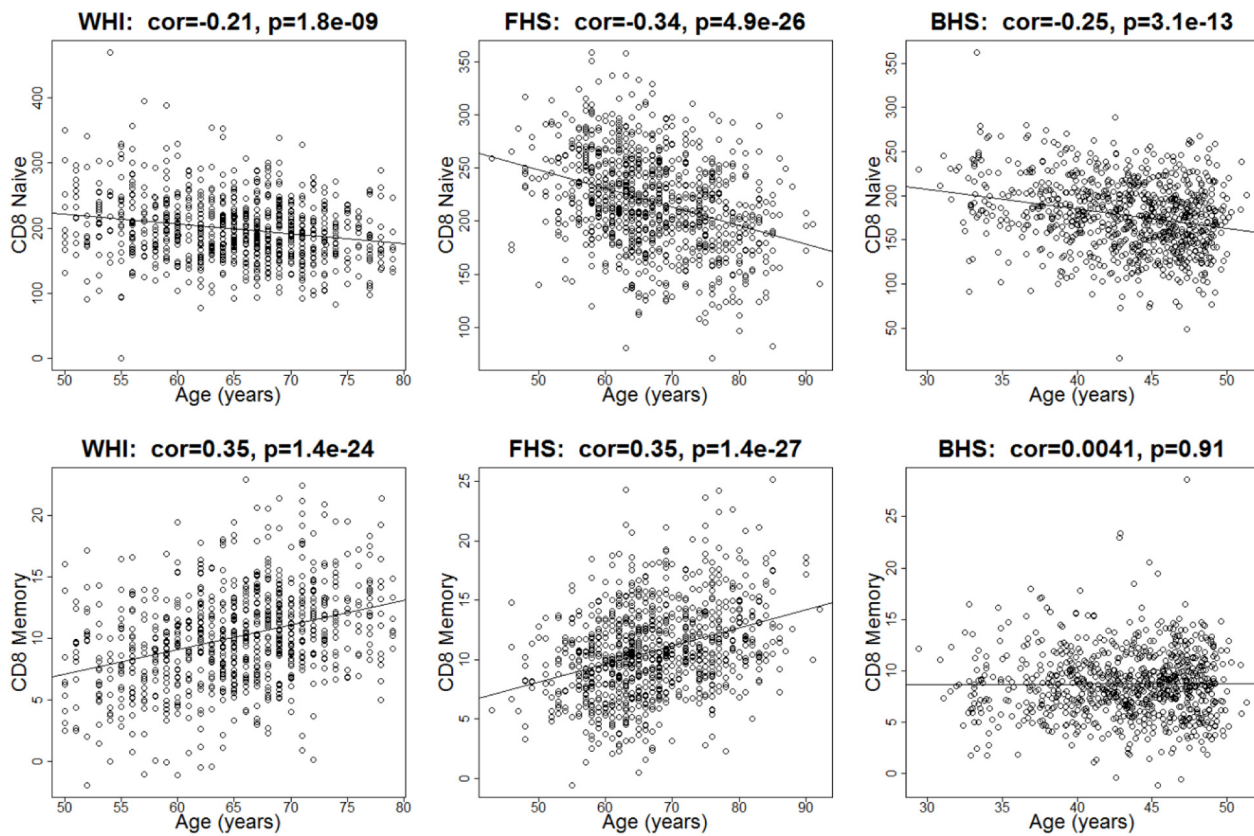 WHI: cor=-0.21, p=1.8e-09
CD8 Naive
400
300
200
100
0
50 55 60 65 70 75 80
Age (years)
FHS: cor=-0.34, p=4.9e-26
350
300
250
200
150
100
50 60 70 80 90
Age (years)
BHS: cor=-0.25, p=3.1e-13
CD8 Naive
350
300
250
200
150
100
50
30 35 40 45 50
Age (years)
WHI: cor=0.35, p=1.4e-24
CD8 Memory
20
15
10
5
0
50 55 60 65 70 75 80
Age (years)
FHS: cor=0.35, p=1.4e-27
CD8 Memory
25
20
15
10
5
0
50 60 70 80 90
Age (years)
BHS: cor=0.0041, p=0.91
CD8 Memory
25
20
15
10
5
0
30 35 40 45 50
Age (years)